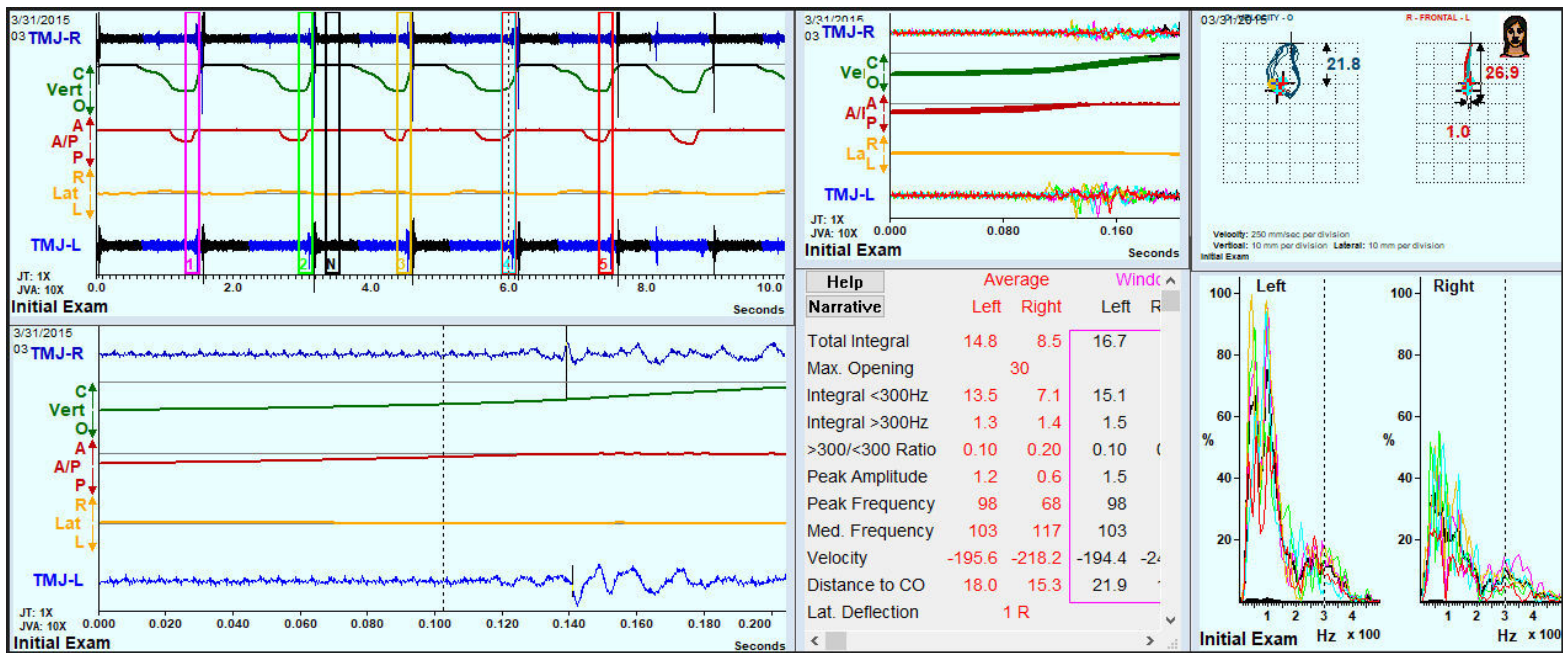 3/31/2015
03 TMJ-R
C
Vert
O
A
A/P
P
R
Lat
L
TMJ-L
1
2
N
3
4
5
JT: 1X
JVA: 10X
0.0 2.0 4.0 6.0 8.0 10.0
Initial Exam
Seconds
3/31/2015
03 TMJ-R
C
Ve
O
A
A/
P
R
La
L
TMJ-L
JT: 1X
JVA: 10X
0.000 0.080 0.160
Initial Exam
Seconds
03/31/2015
VELOCITY - O
R - FRONTAL - L
21.8
26.9
1.0
Velocity: 250 mm/sec per division
Vertical: 10 mm per division Lateral: 10 mm per division
Initial Exam
3/31/2015
03 TMJ-R
C
Vert
O
A
A/P
P
R
Lat
L
TMJ-L
JT: 1X
JVA: 10X
0.000 0.020 0.040 0.060 0.080 0.100 0.120 0.140 0.160 0.180 0.200
Initial Exam
Seconds
Help Average Windo
Narrative Left Right Left R
Total Integral 14.8 8.5 16.7
Max. Opening 30
Integral <300Hz 13.5 7.1 15.1
Integral >300Hz 1.3 1.4 1.5
>300/<300 Ratio 0.10 0.20 0.10
Peak Amplitude 1.2 0.6 1.5
Peak Frequency 98 68 98
Med. Frequency 103 117 103
Velocity -195.6 -218.2 -194.4 -24
Distance to CO 18.0 15.3 21.9
Lat. Deflection 1 R
Left
100
80
60
%
40
20
1 2 3 4
Right
100
80
60
%
40
20
1 2 3 4
Initial Exam Hz x 100 Hz x 100